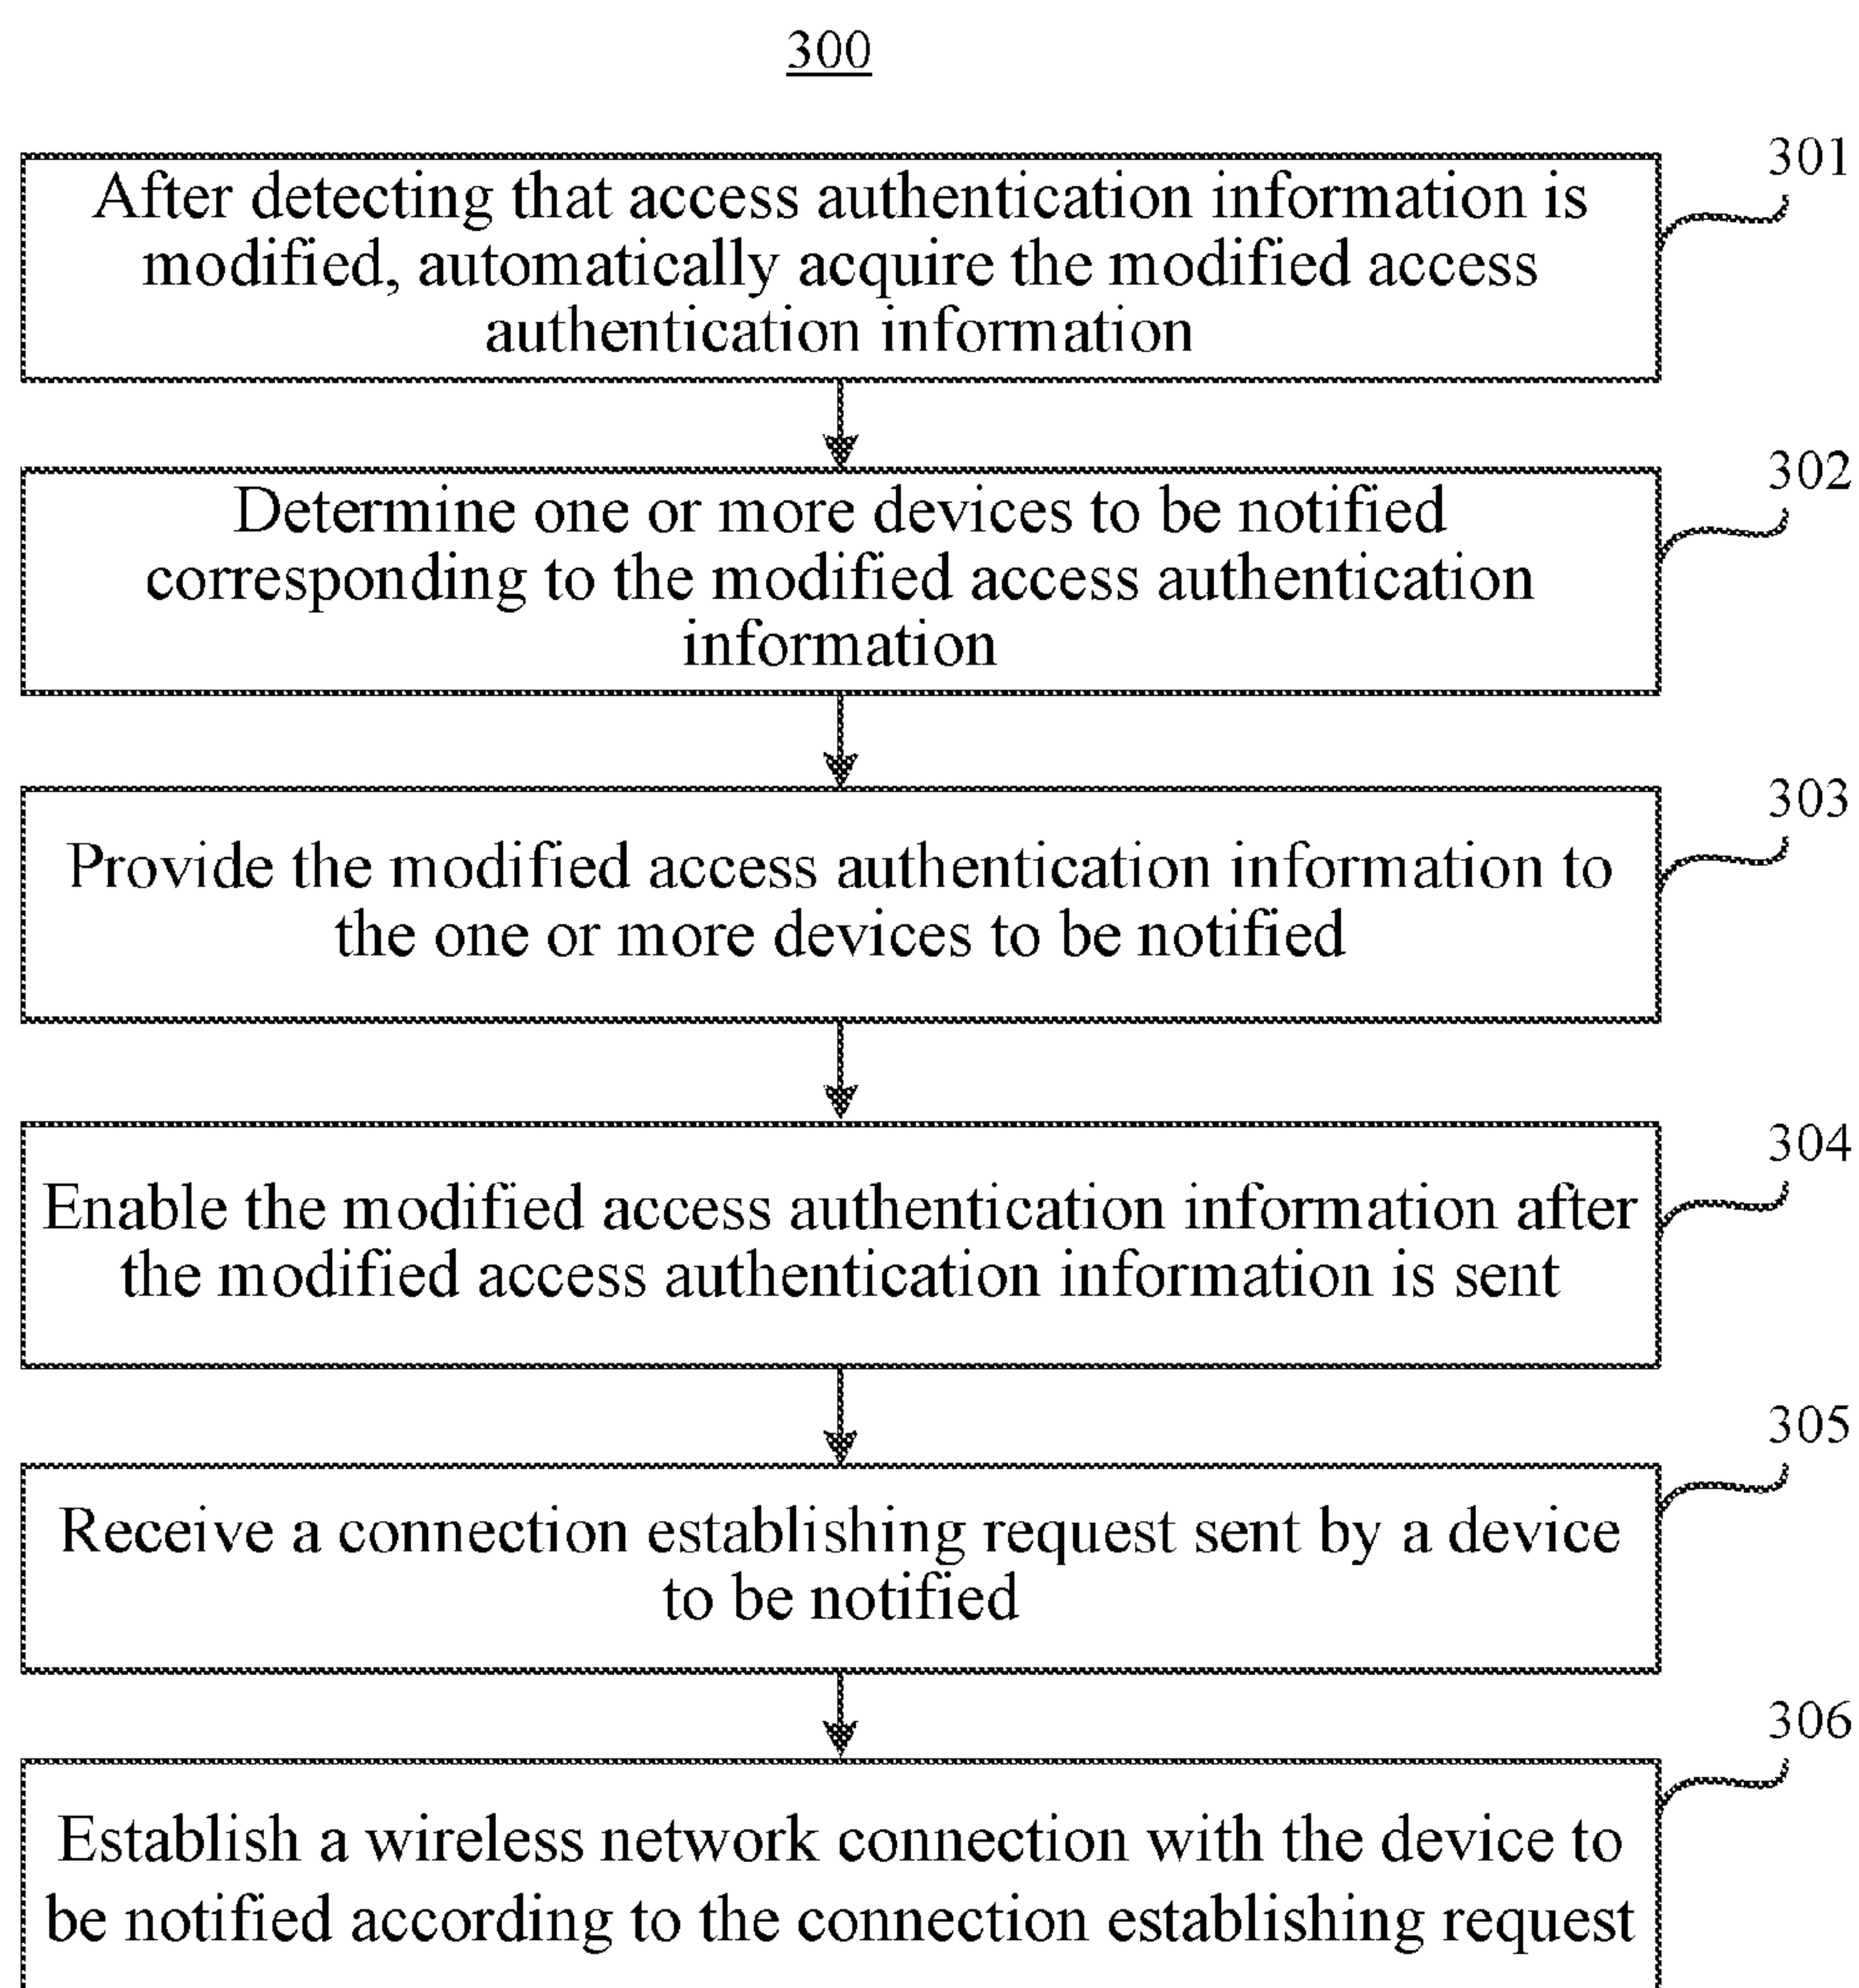 300
301
After detecting that access authentication information is
modified, automatically acquire the modified access
authentication information
302
Determine one or more devices to be notified
corresponding to the modified access authentication
information
303
Provide the modified access authentication information to
the one or more devices to be notified
304
Enable the modified access authentication information after
the modified access authentication information is sent
305
Receive a connection establishing request sent by a device
to be notified
306
Establish a wireless network connection with the device to
be notified according to the connection establishing request